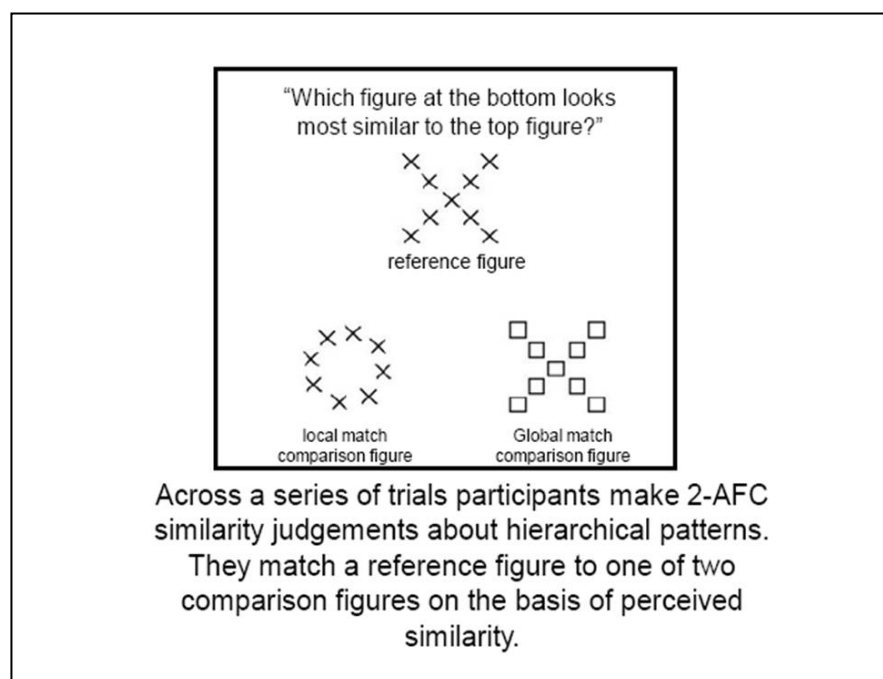 “Which figure at the bottom looks
most similar to the top figure?”
reference figure
local match
comparison figure
Global match
comparison figure
Across a series of trials participants make 2-AFC
similarity judgements about hierarchical patterns.
They match a reference figure to one of two
comparison figures on the basis of perceived
similarity.